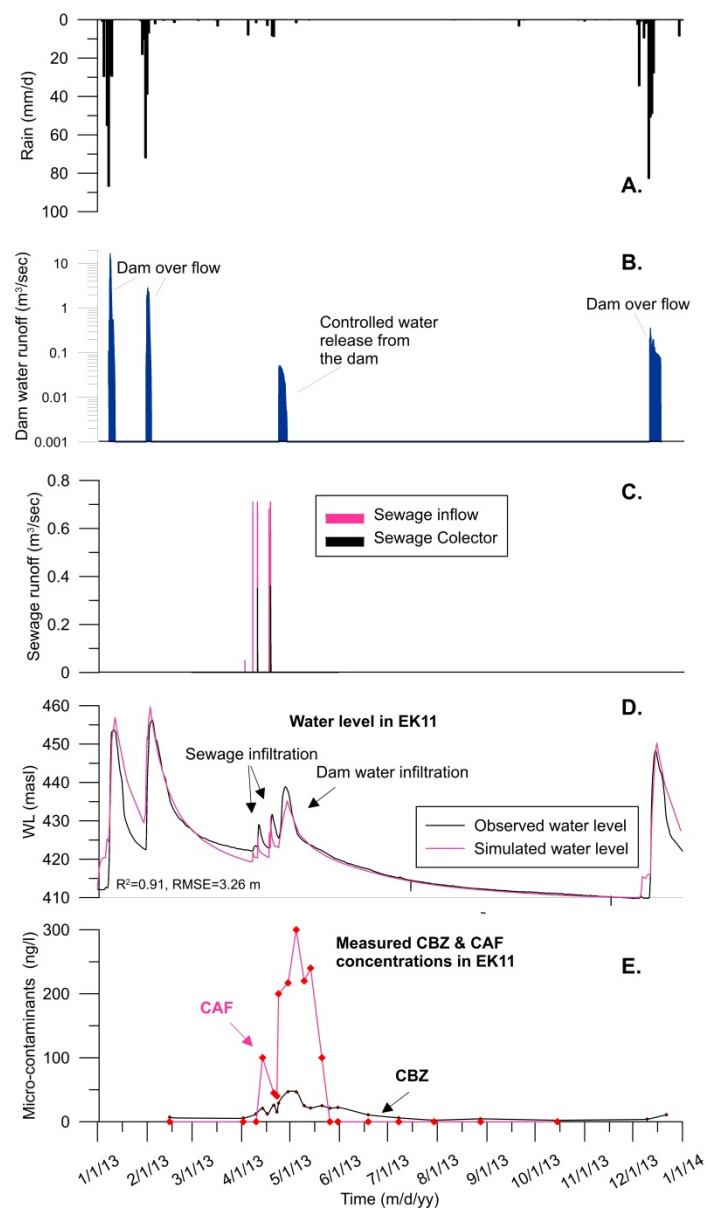 0
20
40
60
80
100
Rain (mm/d)
A.
10
1
0.1
0.01
0.001
Dam water runoff (m³/sec)
B.
Dam over flow
Controlled water
release from
the dam
Dam over flow
0.8
0.6
0.4
0.2
0
Sewage runoff (m³/sec)
C.
Sewage inflow
Sewage Colector
460
450
440
430
420
410
WL (masl)
D.
Water level in EK11
Sewage infiltration
Dam water infiltration
Observed water level
Simulated water level
R²=0.91, RMSE=3.26 m
300
200
100
0
Micro-contaminants (ng/l)
Measured CBZ & CAF
concentrations in EK11
E.
CAF
CBZ
1/1/13
2/1/13
3/1/13
4/1/13
5/1/13
6/1/13
7/1/13
8/1/13
9/1/13
10/1/13
11/1/13
12/1/13
1/1/14
Time (m/d/yy)